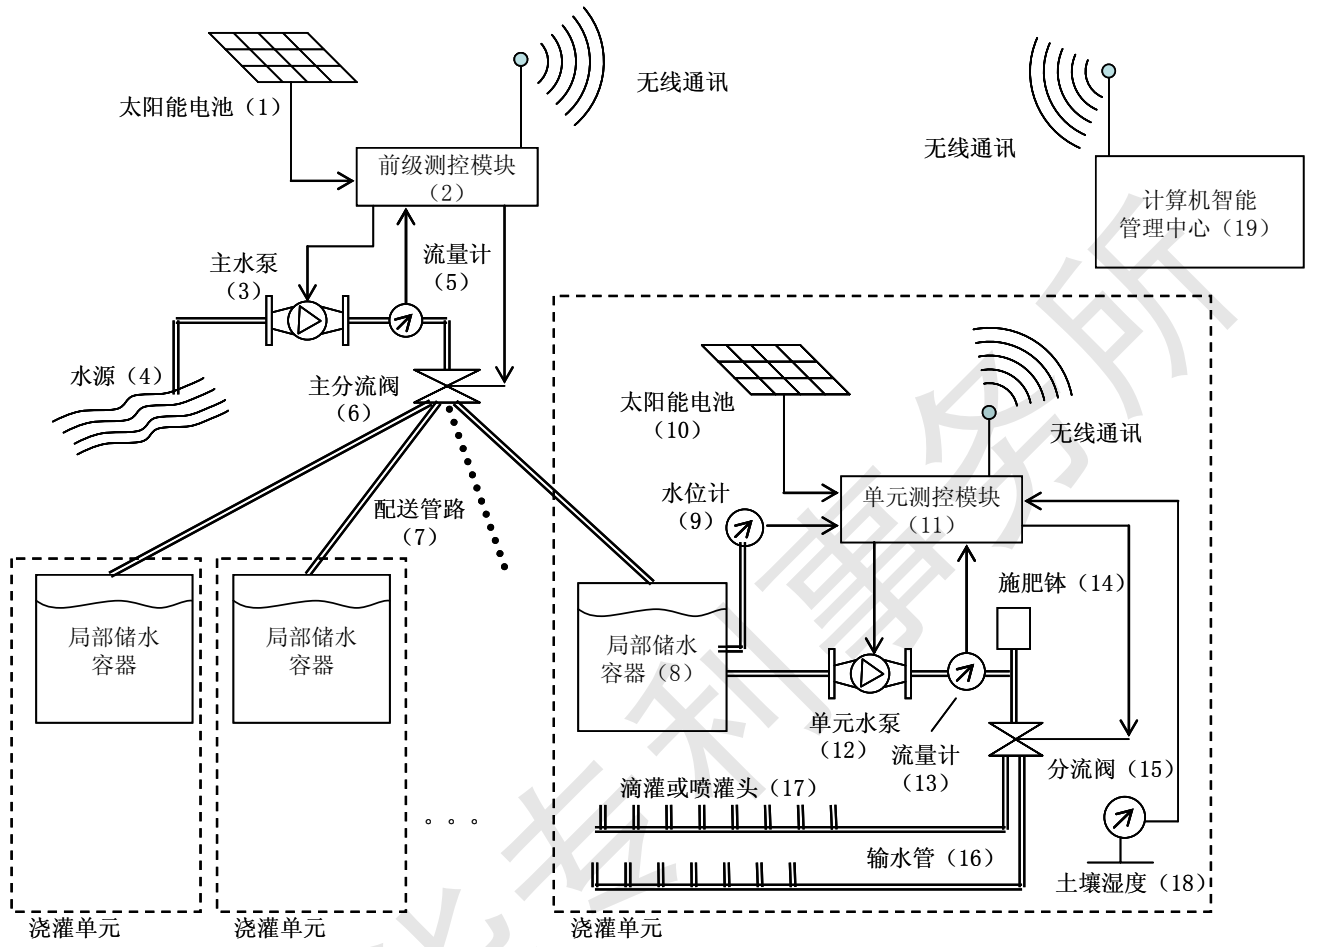 无线通讯
太阳能电池（1）
前级测控模块
（2）
无线通讯
计算机智能
管理中心（19）
主水泵
（3）
流量计
（5）
水源（4）
主分流阀
（6）
配送管路
（7）
局部储水
容器
浇灌单元
局部储水
容器
浇灌单元
。。。
太阳能电池
（10）
无线通讯
水位计
（9）
单元测控模块
（11）
施肥钵（14）
局部储水
容器（8）
单元水泵
（12）
流量计
（13）
分流阀（15）
滴灌或喷灌头（17）
输水管（16）
土壤湿度（18）
浇灌单元
专利事务所